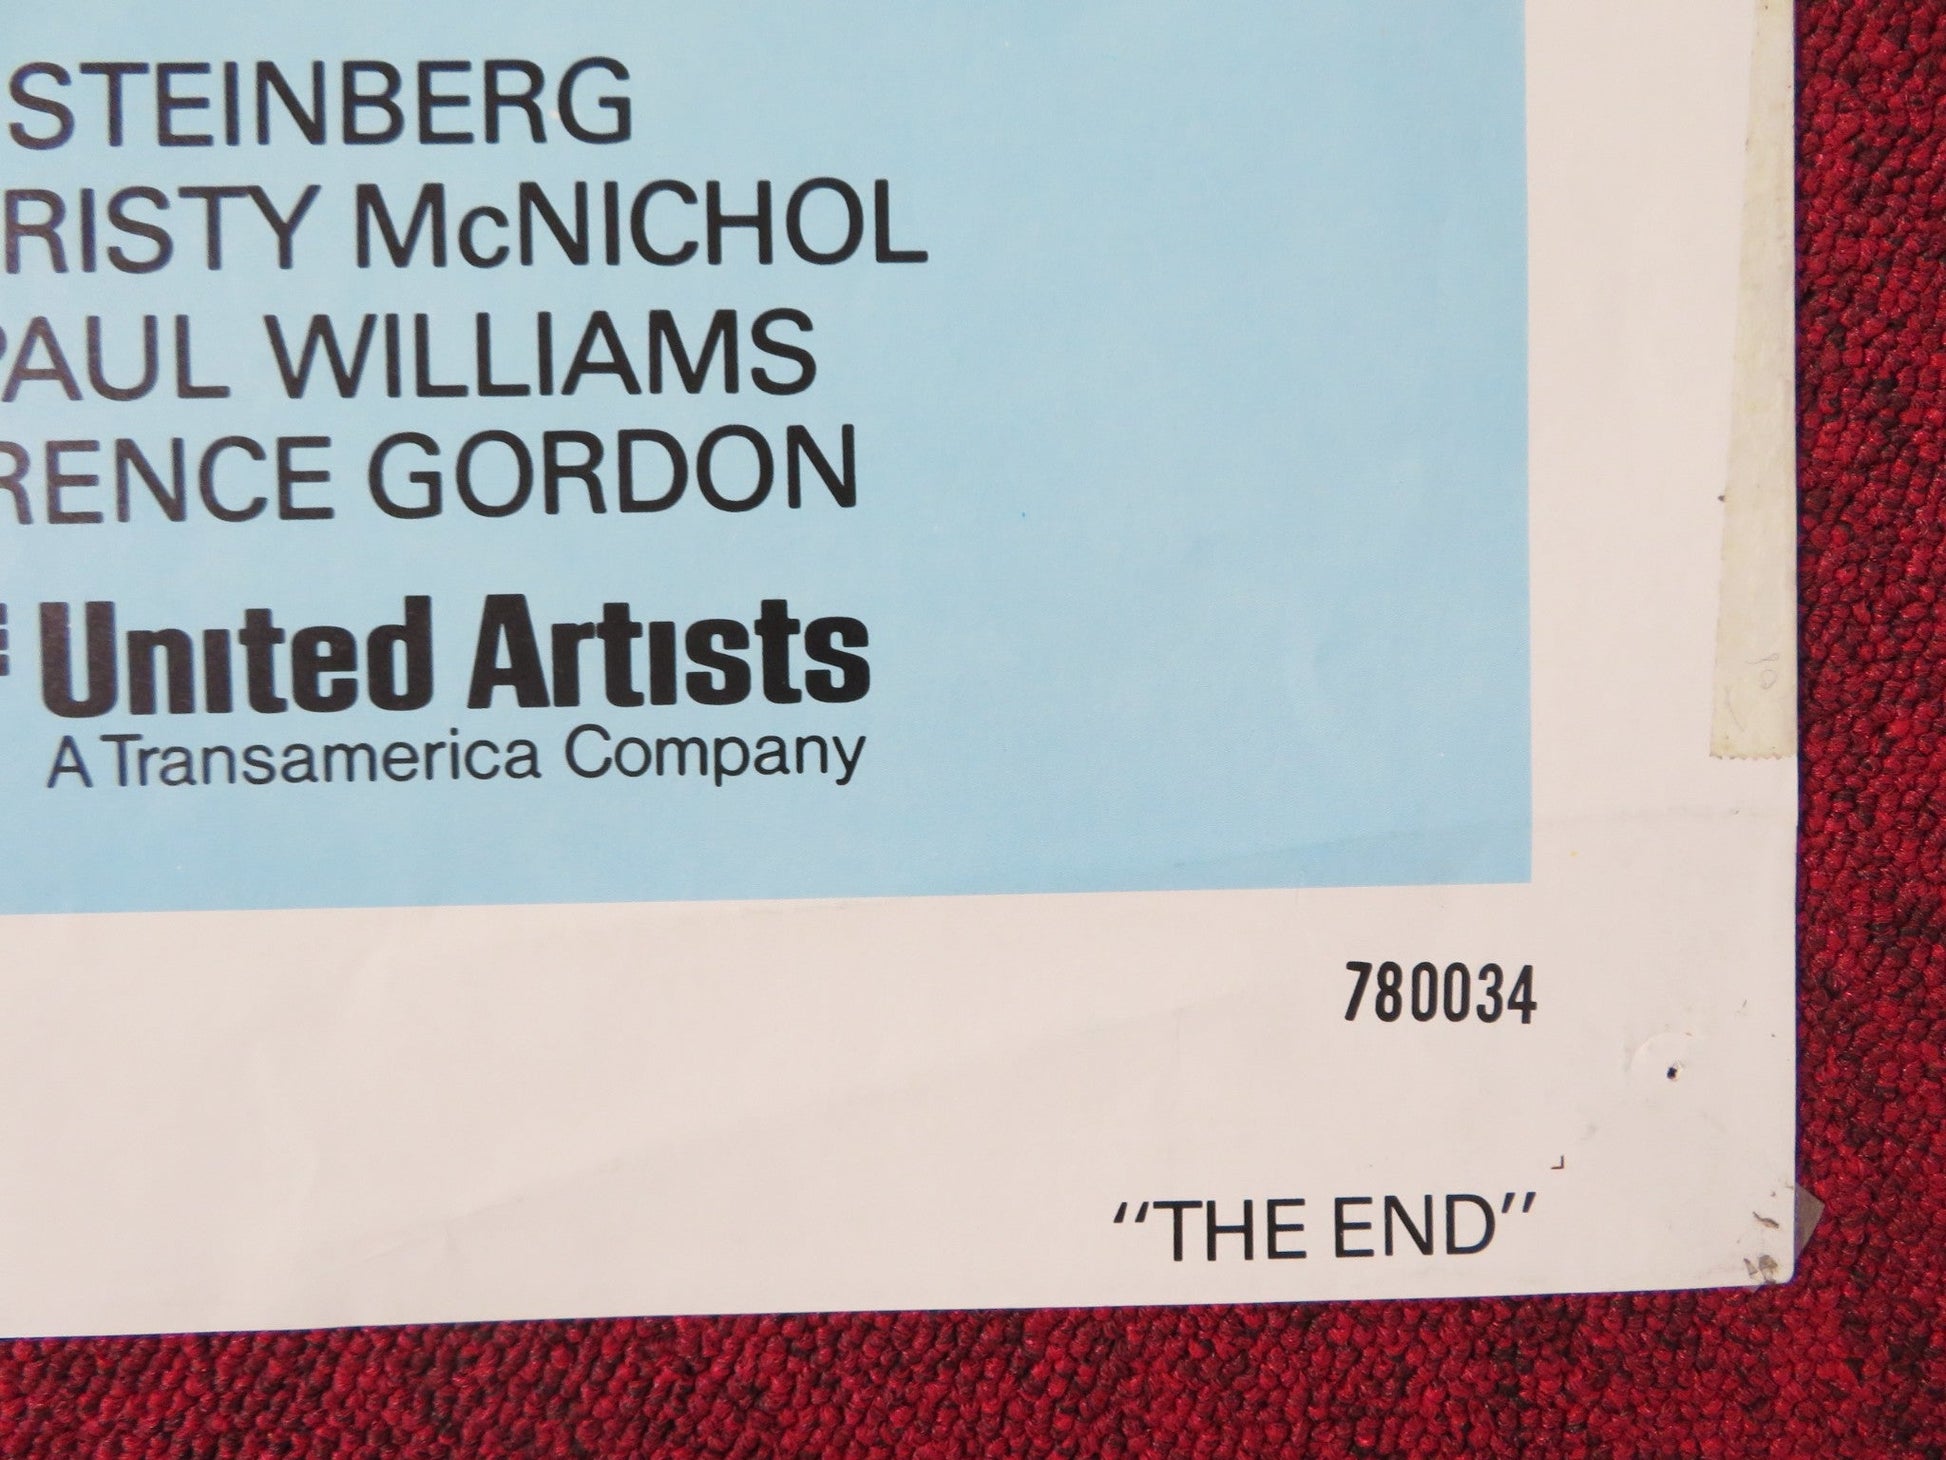 STEINBERG
RISTY McNICHOL
PAUL WILLIAMS
RENCE GORDON
United Artists
A Transamerica Company
780034
"THE END"